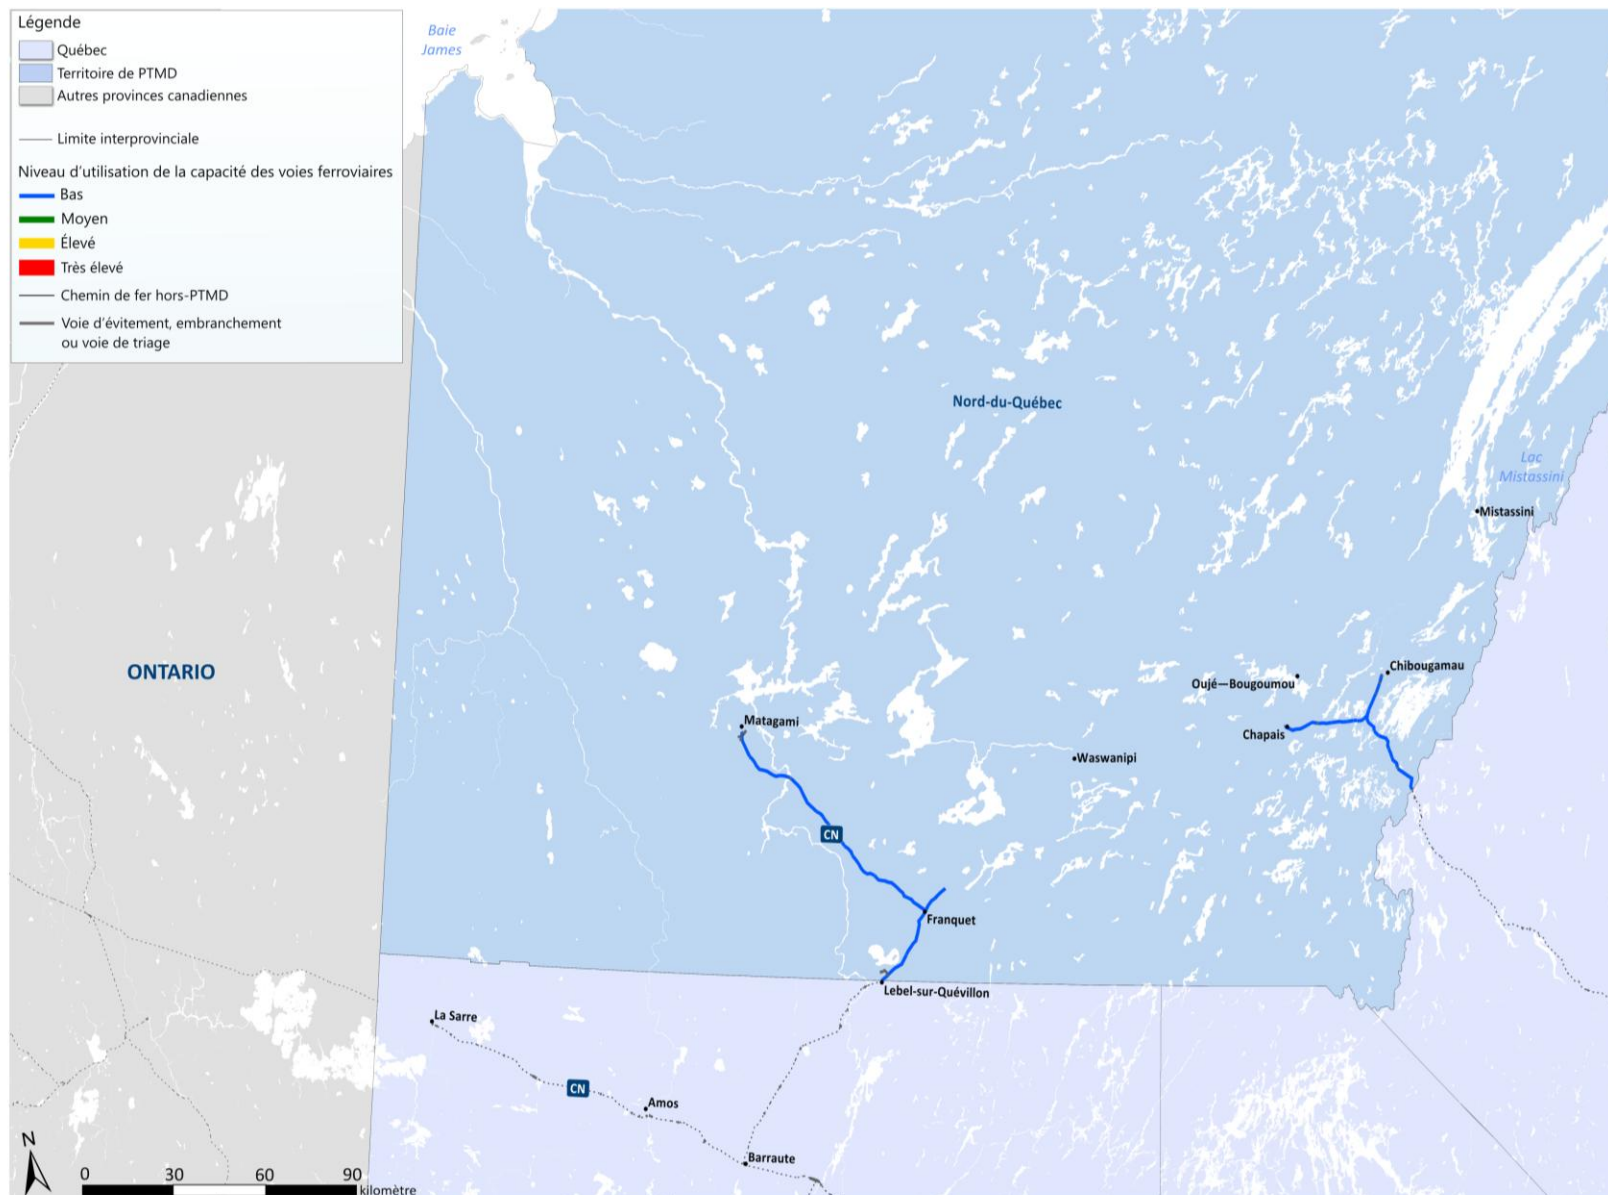 Légende
Québec
Territoire de PTMD
Autres provinces canadiennes
Limite interprovinciale
Niveau d'utilisation de la capacité des voies ferroviaires
Bas
Moyen
Élevé
Très élevé
Chemin de fer hors-PTMD
Voie d'évitement, embranchement
ou voie de triage
Baie
James
Nord-du-Québec
Lac
Mistassini
Mistassini
ONTARIO
Chibougamau
Oujé—Bougoumou
Chapais
Matagami
Waswanipi
CN
Franquet
Lebel-sur-Quévillon
La Sarre
CN
Amos
Barraute
N
0 30 60 90
kilomètre